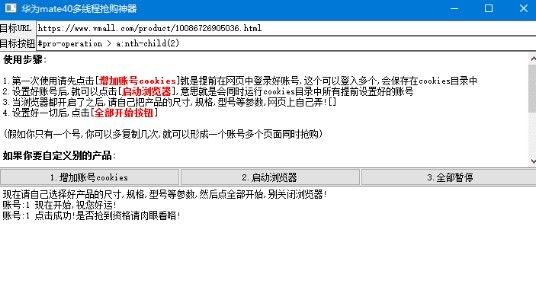 华为mate40多线程抢购神器
目标URL https://www.vmall.com/product/10086726905036.html
目标按钮 #pro-operation > a:nth-child(2)
使用步骤:
1.第一次使用请先点击[增加账号cookies]就是提前在网页中登录好账号,这个可以登入多个,会保存在cookies目录中
2.设置好账号后,就可以点击[启动浏览器],意思就是会同时运行cookies目录中所有提前设置好的账号
3.当浏览器都开启了之后,请自己把产品的尺寸,规格,型号等参数,网页上自己弄![]
4.设置好一切后,点击[全部开始按钮]
(假如你只有一个号,你可以多复制几次,就可以形成一个账号多个页面同时抢购)
如果你要自定义别的产品:
1.增加账号cookies 2.启动浏览器 3.全部暂停
现在请自己选择好产品的尺寸,规格,型号等参数,然后点全部开始,别关闭浏览器!
账号:1 现在开始,祝您好运!
账号:1 点击成功!是否抢到资格请肉眼看咯!